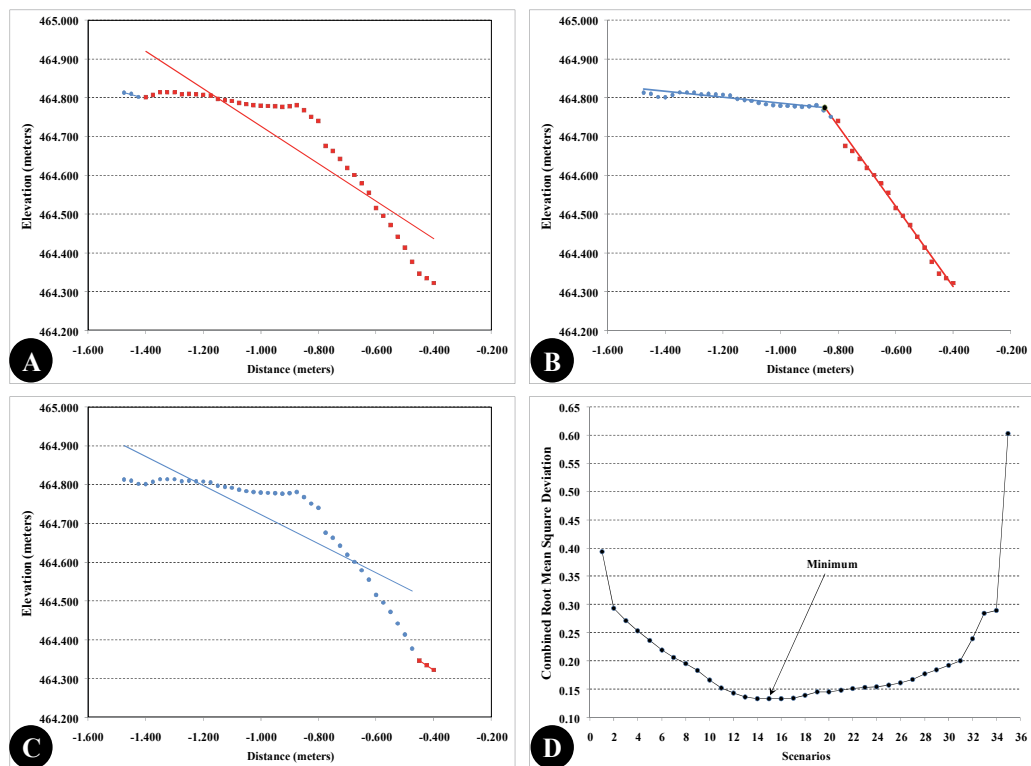 465.000
464.900
464.800
464.700
464.600
464.500
464.400
464.300
464.200
Elevation (meters)
-1.600 -1.400 -1.200 -1.000 -0.800 -0.600 -0.400 -0.200
Distance (meters)
A
465.000
464.900
464.800
464.700
464.600
464.500
464.400
464.300
464.200
Elevation (meters)
-1.600 -1.400 -1.200 -1.000 -0.800 -0.600 -0.400 -0.200
Distance (meters)
B
465.000
464.900
464.800
464.700
464.600
464.500
464.400
464.300
464.200
Elevation (meters)
-1.600 -1.400 -1.200 -1.000 -0.800 -0.600 -0.400 -0.200
Distance (meters)
C
0.65
0.60
0.55
0.50
0.45
0.40
0.35
0.30
0.25
0.20
0.15
0.10
Combined Root Mean Square Deviation
Minimum
0 2 4 6 8 10 12 14 16 18 20 22 24 26 28 30 32 34 36
Scenarios
D